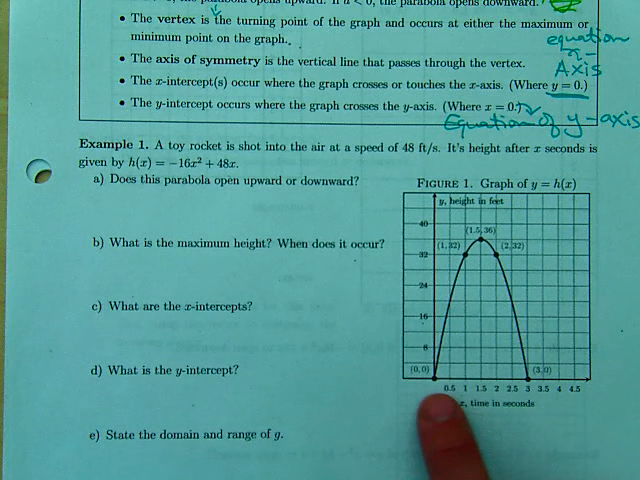 the parabola opens upward. If a < 0, the parabola opens downward.
• The vertex is the turning point of the graph and occurs at either the maximum or
minimum point on the graph.
• The axis of symmetry is the vertical line that passes through the vertex.
• The x-intercept(s) occur where the graph crosses or touches the x-axis. (Where y = 0.)
• The y-intercept occurs where the graph crosses the y-axis. (Where x = 0.)
equation
x-
AXis
Equation of y-axis
Example 1. A toy rocket is shot into the air at a speed of 48 ft/s. It's height after x seconds is
given by h(x) = −16x² + 48x.
a) Does this parabola open upward or downward?
b) What is the maximum height? When does it occur?
c) What are the x-intercepts?
d) What is the y-intercept?
e) State the domain and range of g.
Figure 1. Graph of y = h(x)
y, height in feet
40
(1.5, 36)
(1, 32)
(2, 32)
32
24
16
8
(0, 0)
(3, 0)
0.5 1 1.5 2 2.5 3 3.5 4 4.5
x, time in seconds